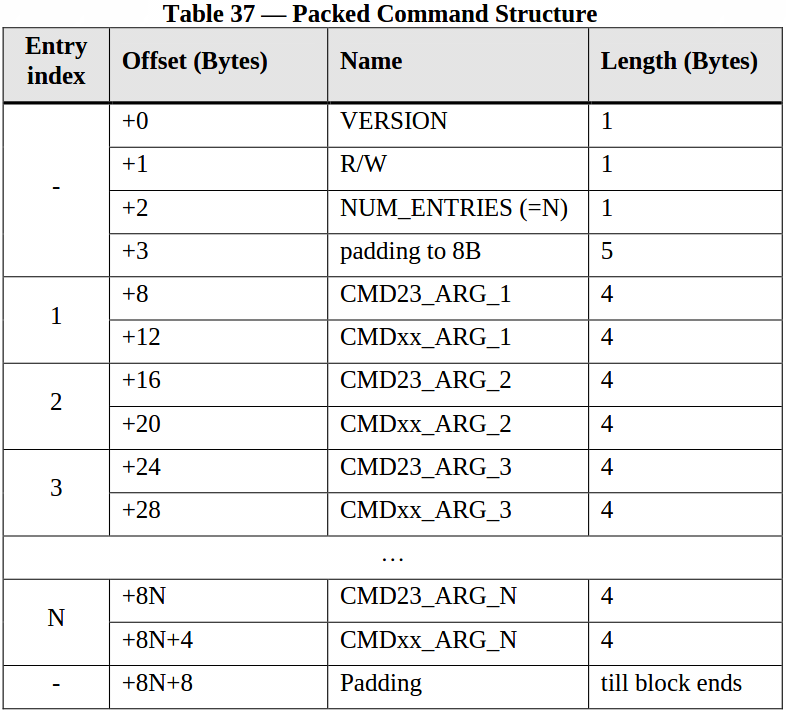 Table 37 — Packed Command Structure
Entry index Offset (Bytes) Name Length (Bytes)
- +0 VERSION 1
+1 R/W 1
+2 NUM_ENTRIES (=N) 1
+3 padding to 8B 5
1 +8 CMD23_ARG_1 4
+12 CMDxx_ARG_1 4
2 +16 CMD23_ARG_2 4
+20 CMDxx_ARG_2 4
3 +24 CMD23_ARG_3 4
+28 CMDxx_ARG_3 4
…
N +8N CMD23_ARG_N 4
+8N+4 CMDxx_ARG_N 4
- +8N+8 Padding till block ends